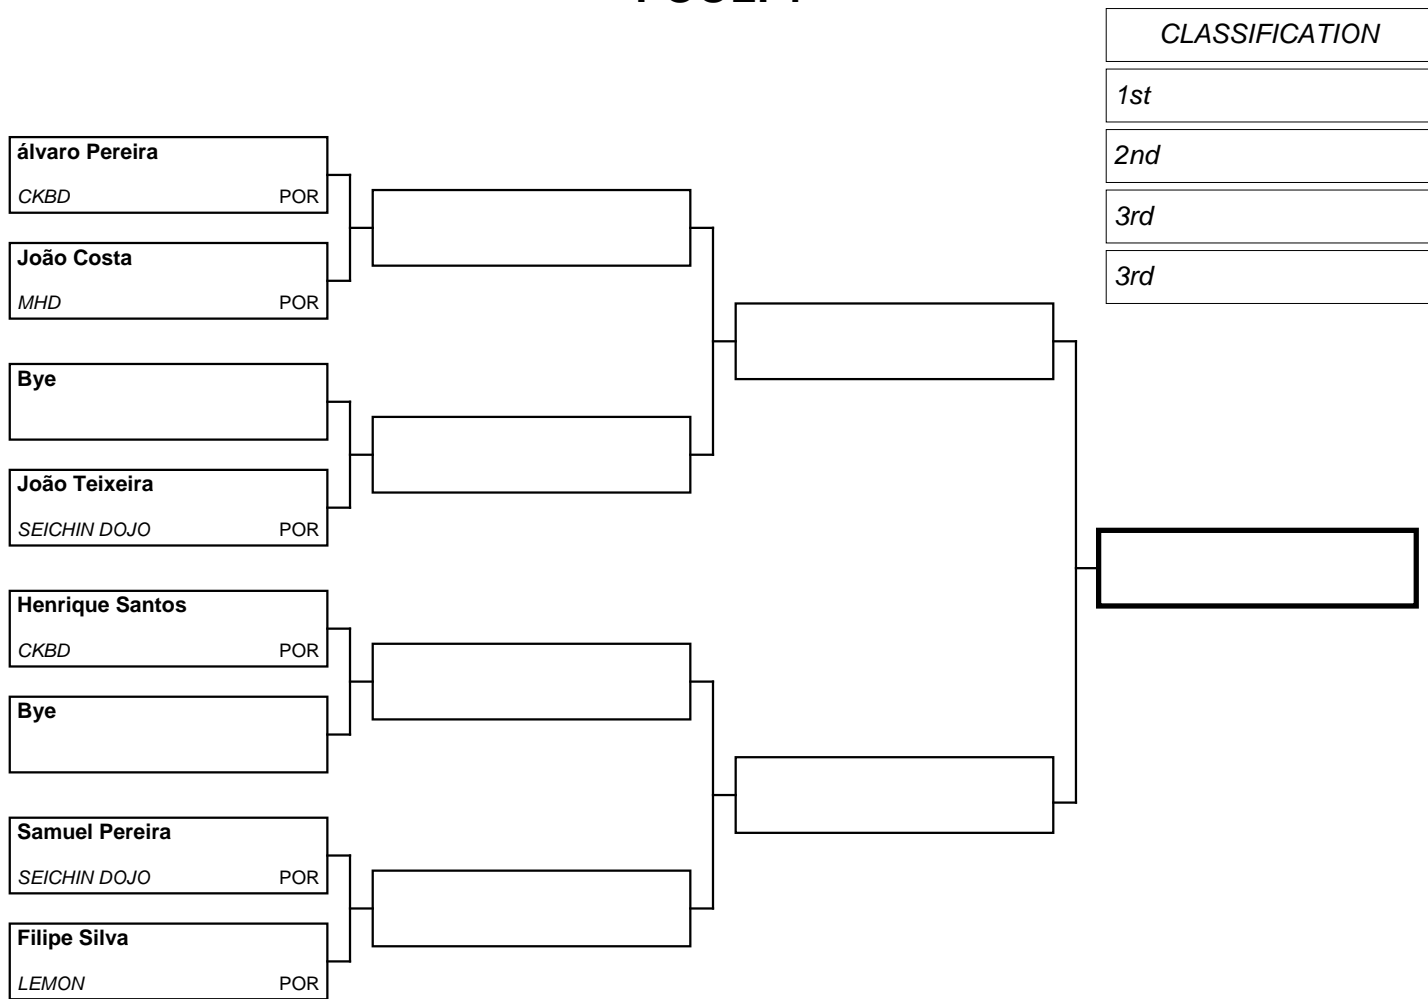 CLASSIFICATION
1st
2nd
3rd
3rd
álvaro Pereira
CKBD POR
João Costa
MHD POR
Bye
João Teixeira
SEICHIN DOJO POR
Henrique Santos
CKBD POR
Bye
Samuel Pereira
SEICHIN DOJO POR
Filipe Silva
LEMON POR